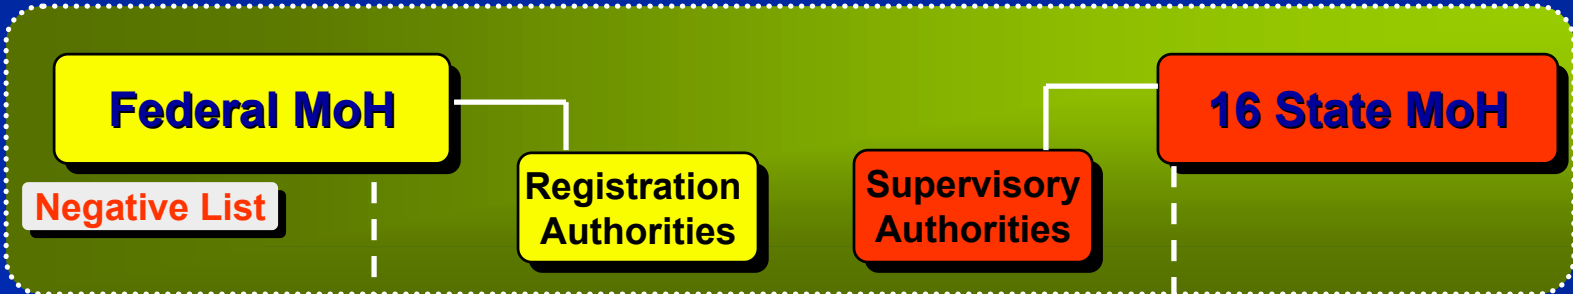 Federal MoH
16 State MoH
Registration
Authorities
Supervisory
Authorities
Negative List